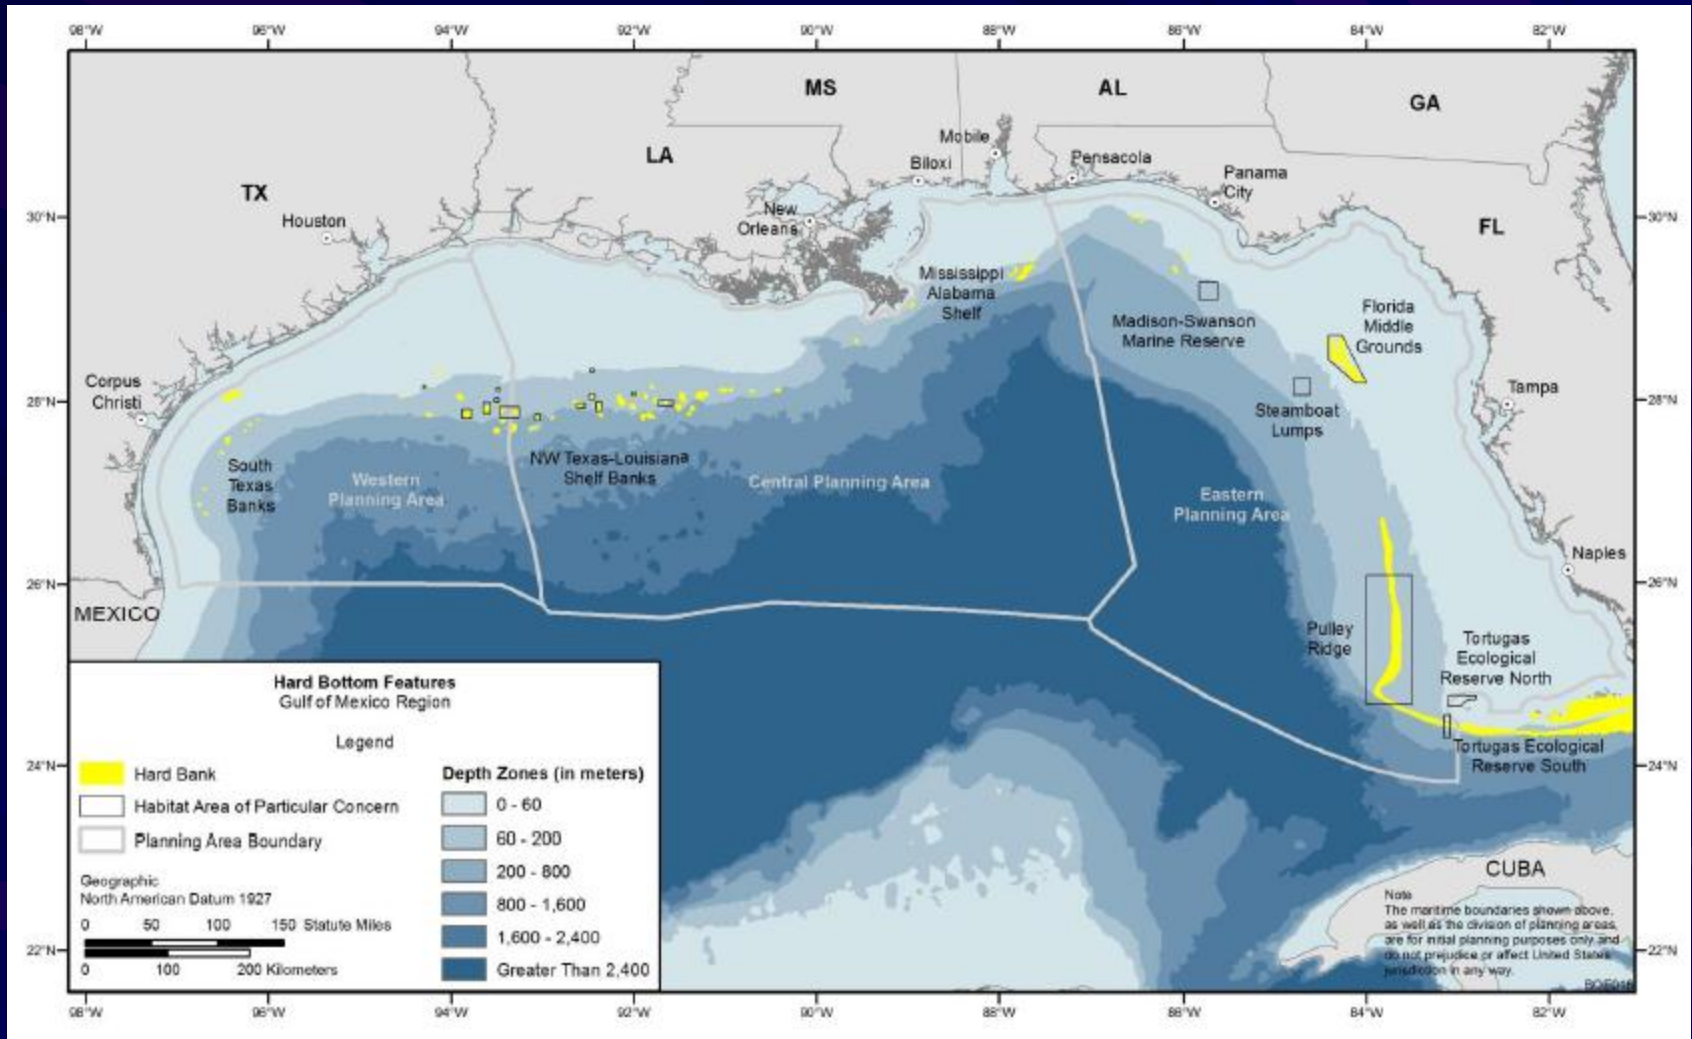 98°W 96°W 94°W 92°W 90°W 88°W 86°W 84°W 82°W
MS
AL
GA
LA
TX
FL
Mobile
Biloxi
Pensacola
Panama
City
New
Orleans
Houston
30°N
30°N
Mississippi
Alabama
Shelf
Madison-Swanson
Marine Reserve
Florida
Middle
Grounds
Corpus
Christi
28°N
28°N
Steamboat
Lumps
Tampa
South
Texas
Banks
Western
Planning Area
NW Texas-Louisiana
Shelf Banks
Central Planning Area
Eastern
Planning Area
Naples
26°N
26°N
MEXICO
Pulley
Ridge
Tortugas
Ecological
Reserve North
Tortugas Ecological
Reserve South
24°N
24°N
22°N
22°N
CUBA
Hard Bottom Features
Gulf of Mexico Region
Legend
Hard Bank
Habitat Area of Particular Concern
Planning Area Boundary
Geographic
North American Datum 1927
0 50 100 150 Statute Miles
0 100 200 Kilometers
Depth Zones (in meters)
0 - 60
60 - 200
200 - 800
800 - 1,600
1,600 - 2,400
Greater Than 2,400
Note
The maritime boundaries shown above,
as well as the division of planning areas,
are for initial planning purposes only and
do not prejudice or affect United States
jurisdiction in any way.
98°W 96°W 94°W 92°W 90°W 88°W 86°W 84°W 82°W